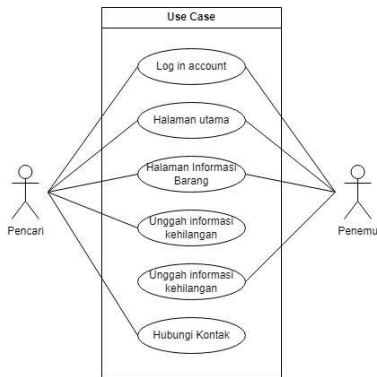 Use Case
Log in account
Halaman utama
Halaman Informasi
Barang
Unggah informasi
kehilangan
Unggah informasi
kehilangan
Hubungi Kontak
Pencari
Penemu